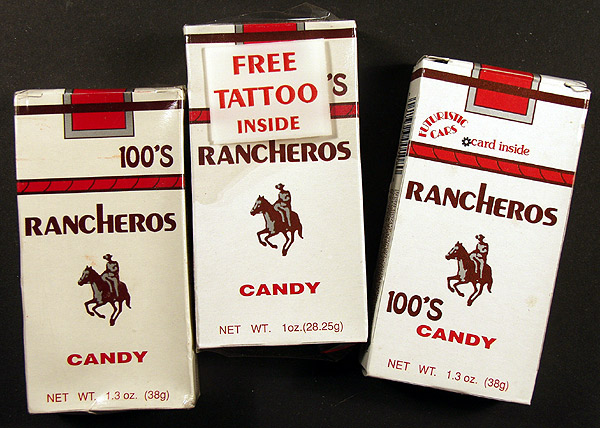 100'S
RANCHEROS
CANDY
NET WT. 1.3 oz. (38g)
FREE
TATTOO
INSIDE
'S
RANCHEROS
CANDY
NET WT. 1oz.(28.25g)
FUTURISTIC
CARS
card inside
RANCHEROS
100'S
CANDY
NET WT. 1.3 oz. (38g)